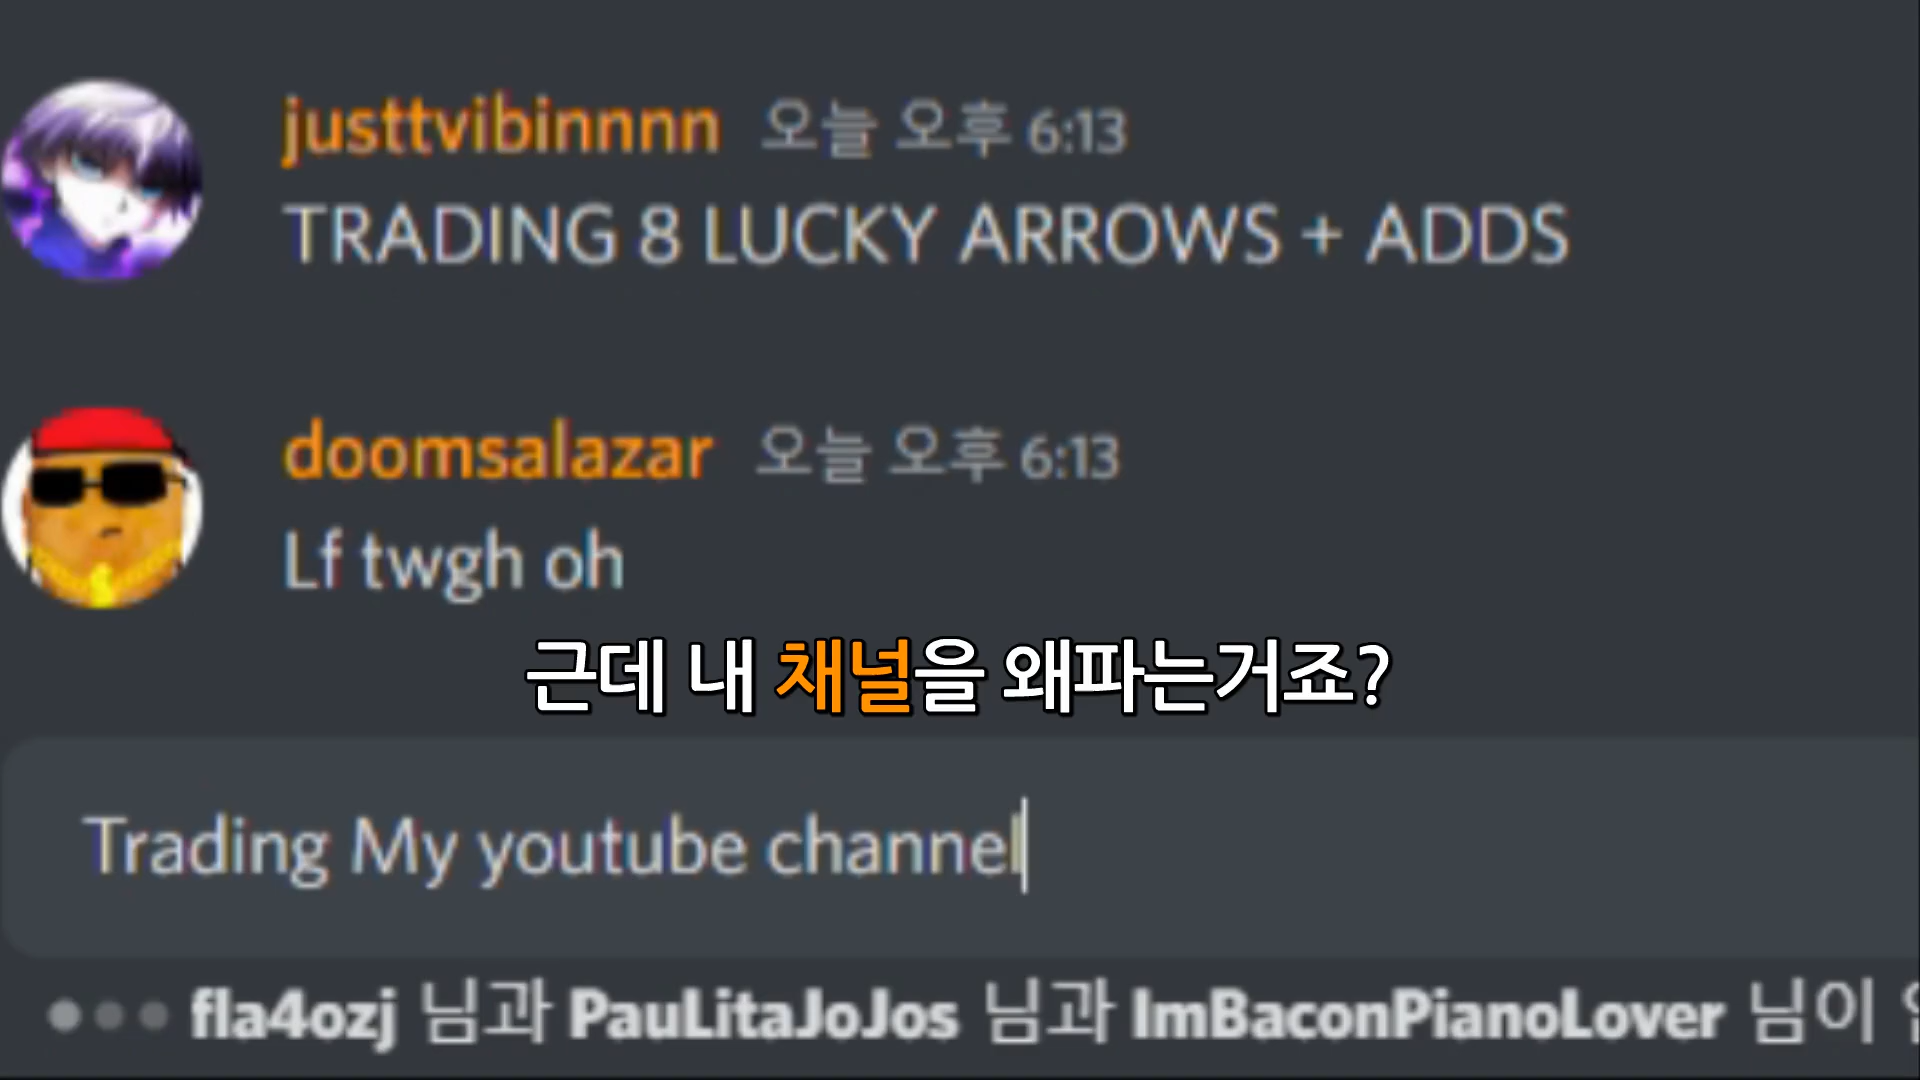 justtvibinnnn 오늘 오후 6:13
TRADING 8 LUCKY ARROWS + ADDS
doomsalazar 오늘 오후 6:13
Lf twgh oh
근데 내 채널을 왜파는거죠?
Trading My youtube channel
fla4ozj 님과 PauLitaJoJos 님과 ImBaconPianoLover 님이